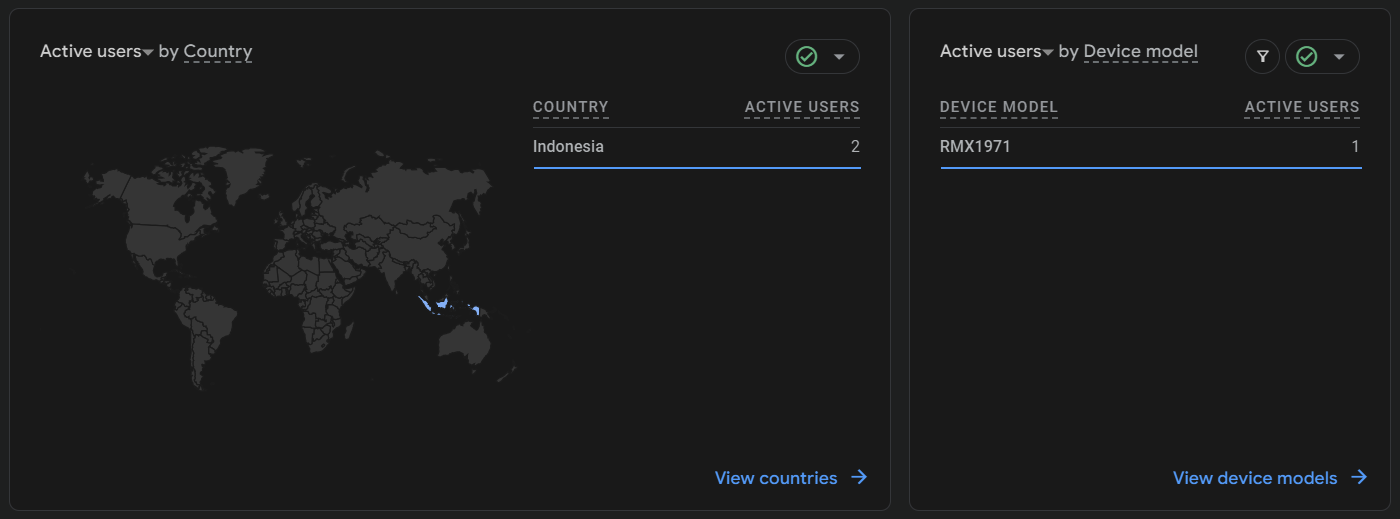 Active users by Country
COUNTRY ACTIVE USERS
Indonesia 2
View countries
Active users by Device model
DEVICE MODEL ACTIVE USERS
RMX1971 1
View device models